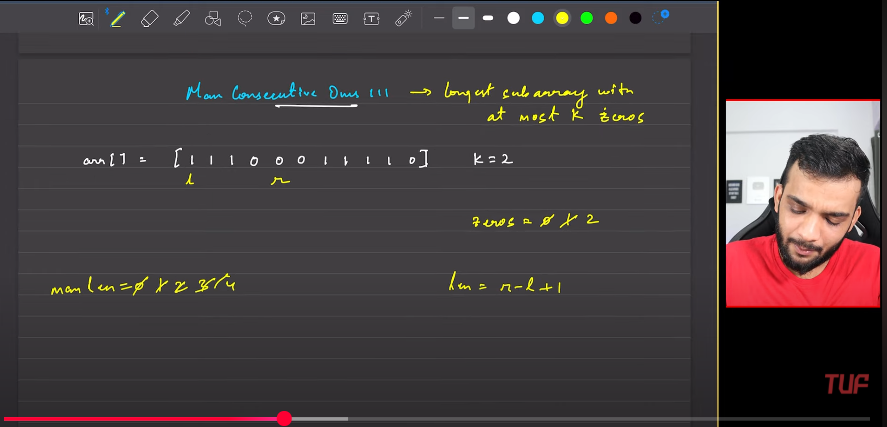 Max Consecutive Ones III → longest subarray with
at most K zeros
arr[] = [1 1 1 0 0 0 1 1 1 1 0] K=2
l r
zeros = 0 1 2
maxlen = 0 1 2 3 4 len = r-l+1
TUF